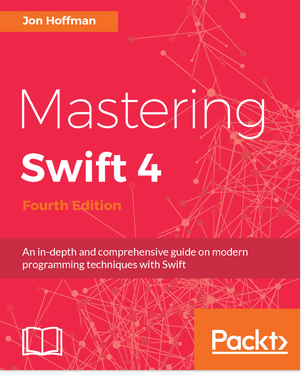 Jon Hoffman
Mastering
Swift 4
Fourth Edition
An in-depth and comprehensive guide on modern
programming techniques with Swift
Packt>